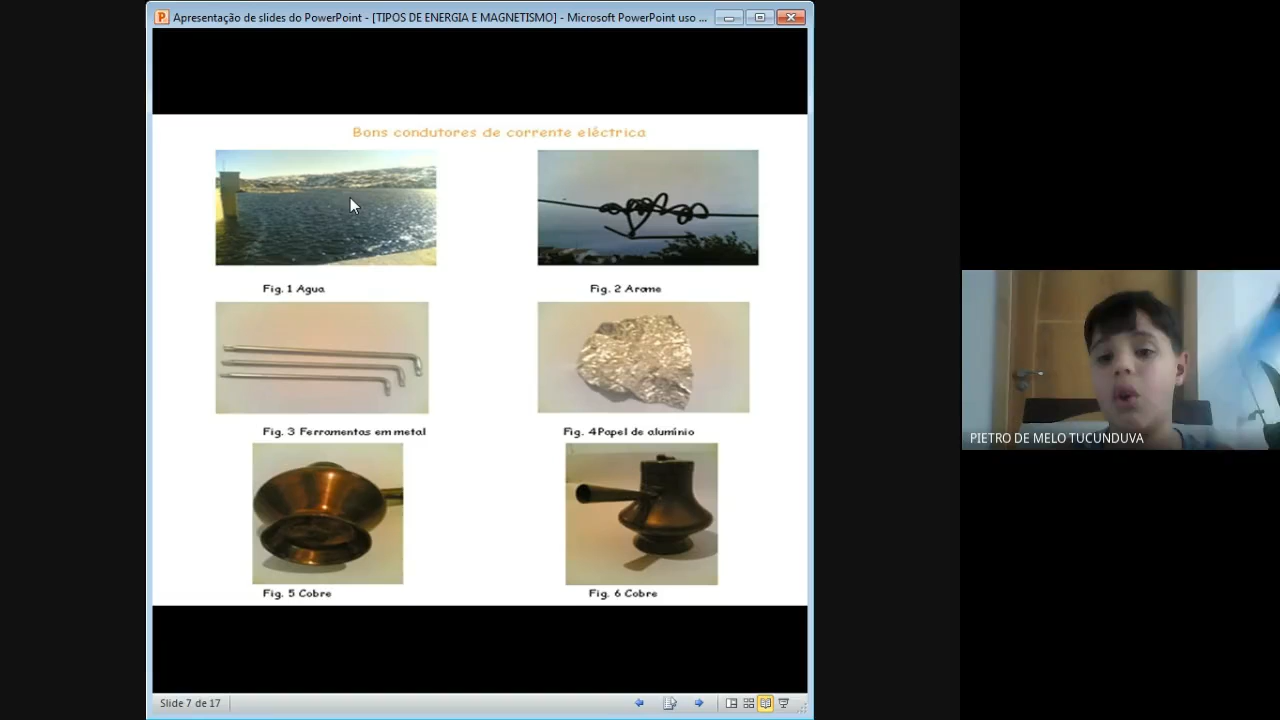 Apresentação de slides do PowerPoint - [TIPOS DE ENERGIA E MAGNETISMO] - Microsoft PowerPoint uso ...
Bons condutores de corrente eléctrica
Fig. 1 Agua
Fig. 2 Arame
Fig. 3 Ferramentas em metal
Fig. 4 Papel de alumínio
Fig. 5 Cobre
Fig. 6 Cobre
PIETRO DE MELO TUCUNDUVA
Slide 7 de 17